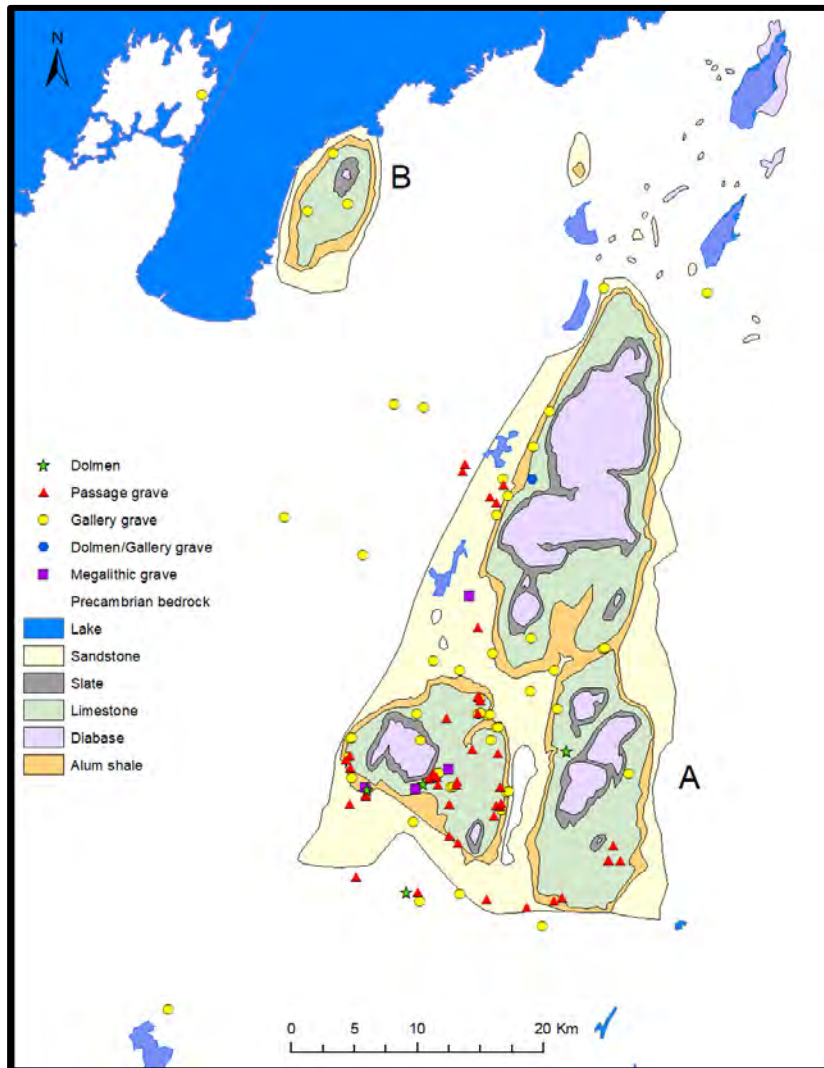 N
B
Dolmen
Passage grave
Gallery grave
Dolmen/Gallery grave
Megalithic grave
Precambrian bedrock
Lake
Sandstone
Slate
Limestone
Diabase
Alum shale
A
0 5 10 20 Km